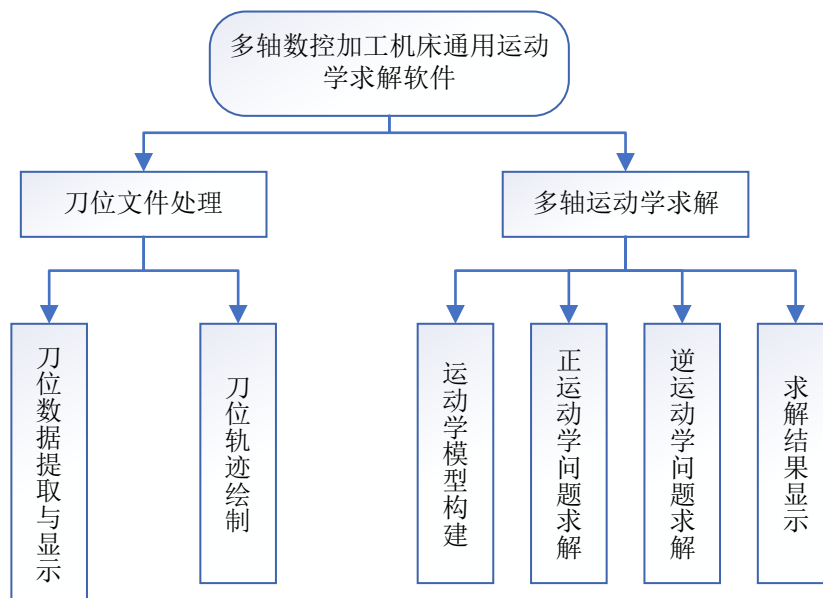 多轴数控加工机床通用运动
学求解软件
刀位文件处理
多轴运动学求解
刀位数据提取与显示
刀位轨迹绘制
运动学模型构建
正运动学问题求解
逆运动学问题求解
求解结果显示